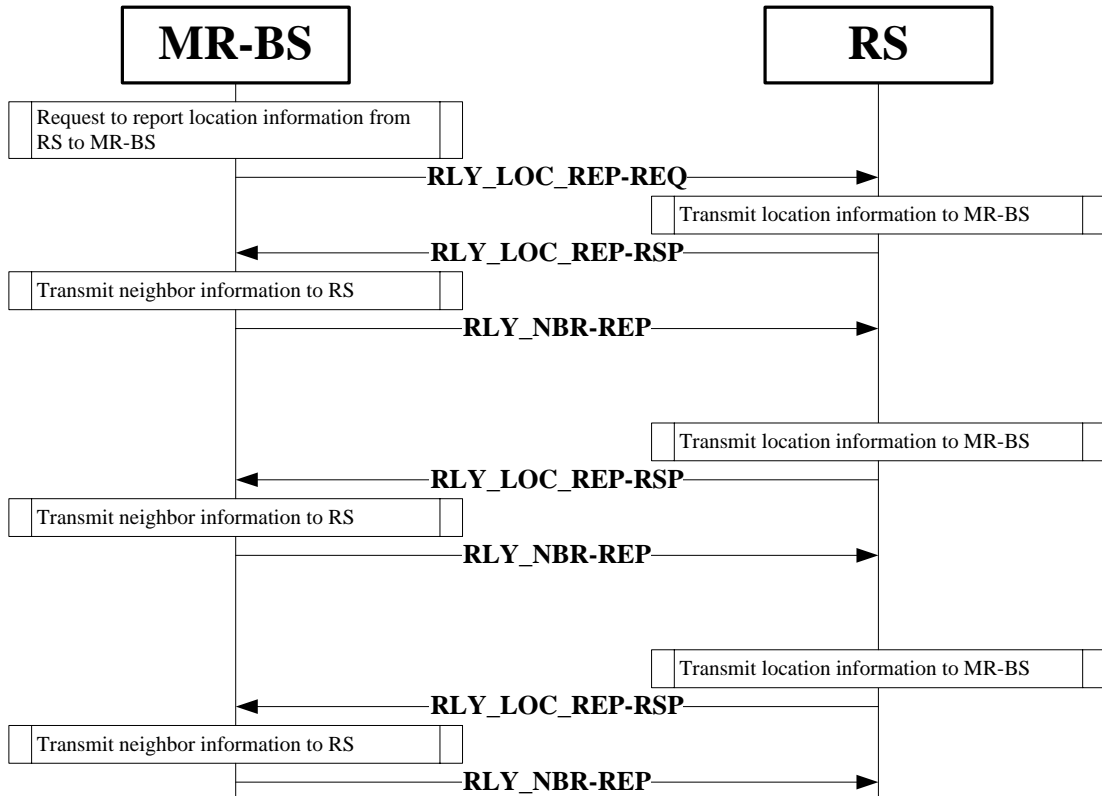 MR-BS
RS
Request to report location information from
RS to MR-BS
RLY_LOC_REP-REQ
Transmit location information to MR-BS
RLY_LOC_REP-RSP
Transmit neighbor information to RS
RLY_NBR-REP
Transmit location information to MR-BS
RLY_LOC_REP-RSP
Transmit neighbor information to RS
RLY_NBR-REP
Transmit location information to MR-BS
RLY_LOC_REP-RSP
Transmit neighbor information to RS
RLY_NBR-REP